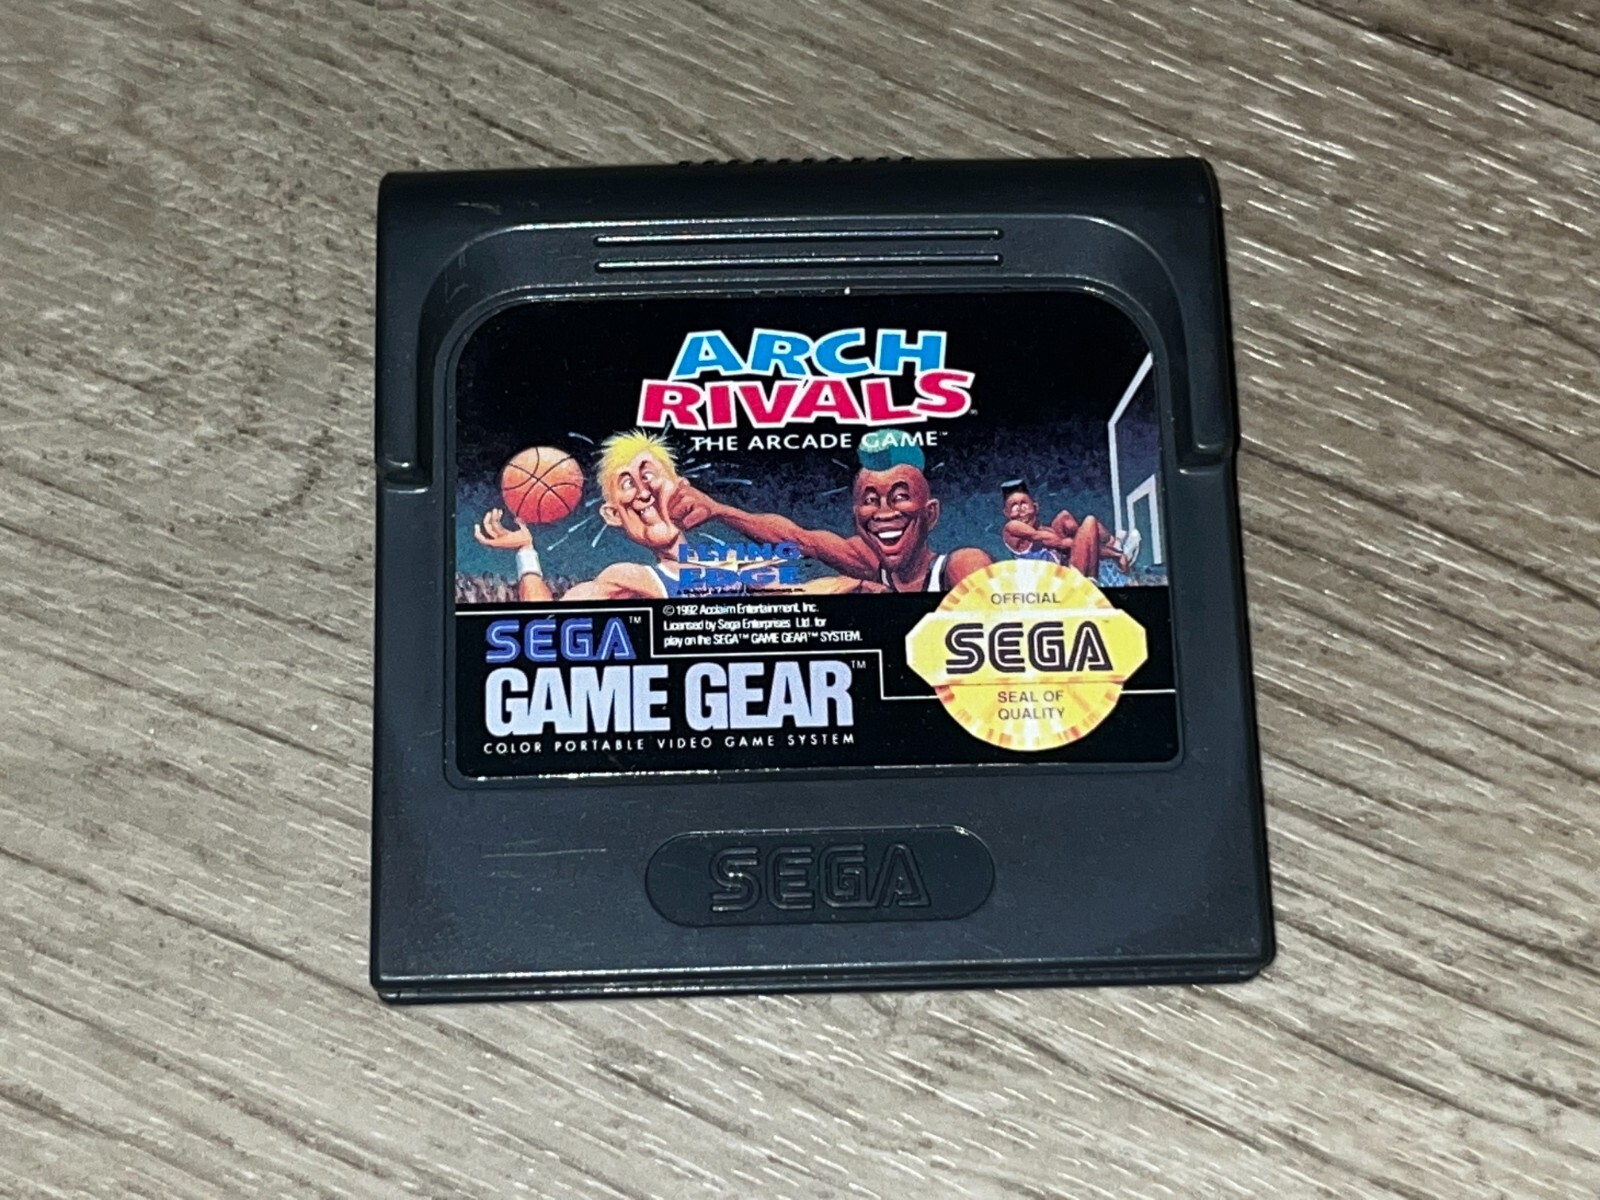 ARCH
RIVALS
THE ARCADE GAME™
FLYING
EDGE
© 1992 Acclaim Entertainment, Inc.
Licensed by Sega Enterprises Ltd. for
play on the SEGA™ GAME GEAR™ SYSTEM.
SEGA™
GAME GEAR™
COLOR PORTABLE VIDEO GAME SYSTEM
OFFICIAL
SEGA
SEAL OF
QUALITY
SEGA